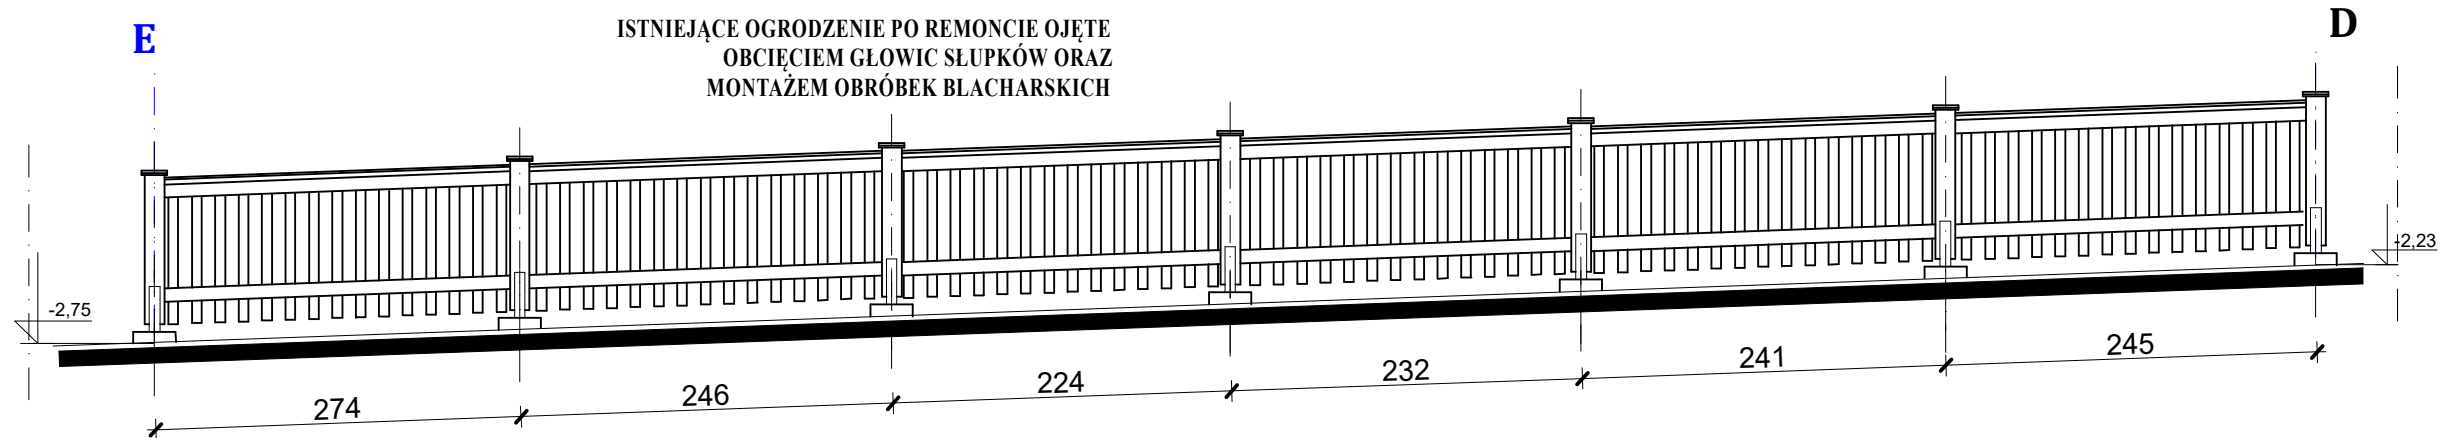 E
ISTNIEJĄCE OGRODZENIE PO REMONCIE OJĘTE
OBCIĘCIEM GŁOWIC SŁUPKÓW ORAZ
MONTAŻEM OBRÓBEK BLACHARSKICH
D
-2,75
-2,23
274
246
224
232
241
245